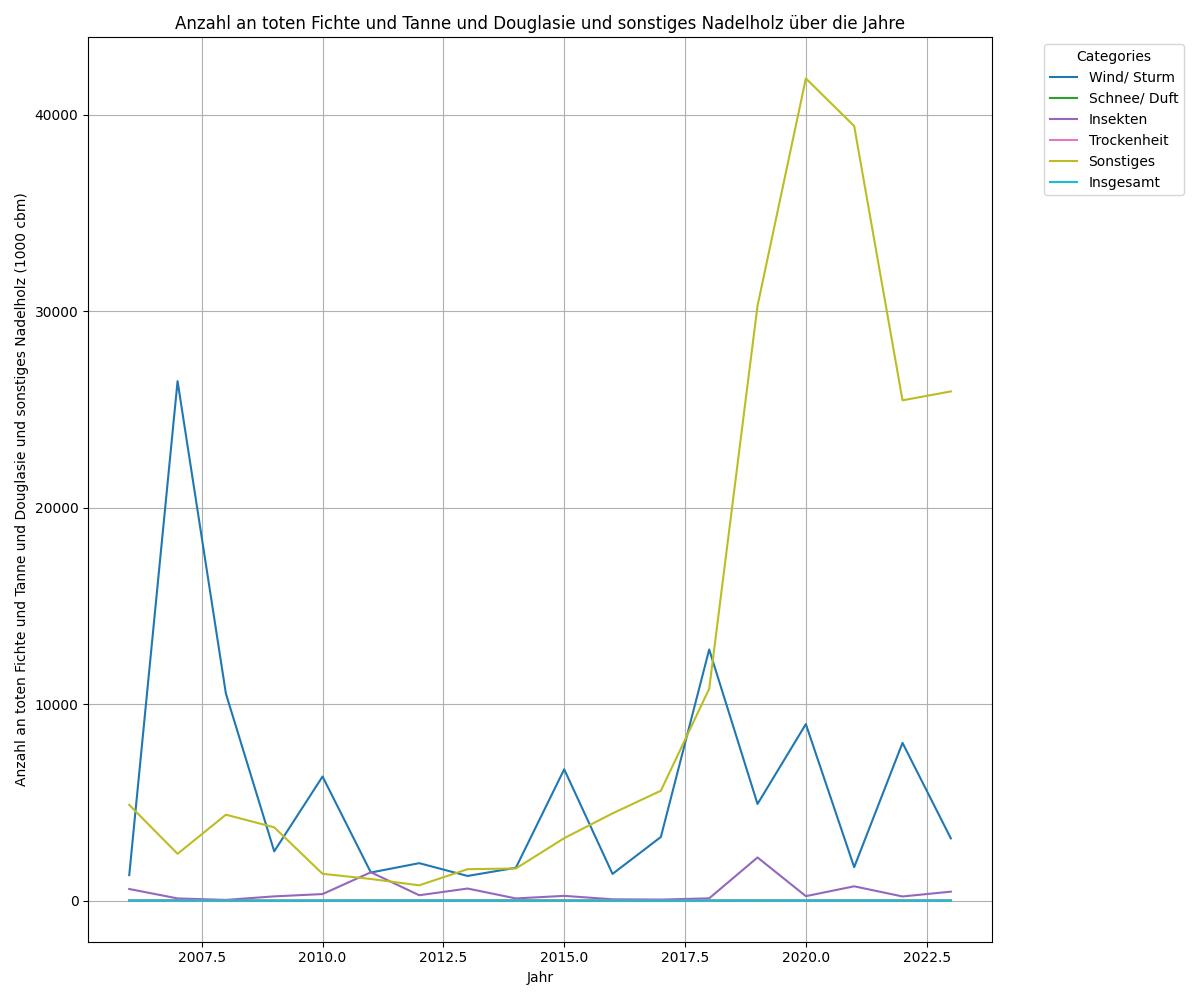 Anzahl an toten Fichte und Tanne und Douglasie und sonstiges Nadelholz über die Jahre
Categories
Wind/ Sturm
Schnee/ Duft
Insekten
Trockenheit
Sonstiges
Insgesamt
Anzahl an toten Fichte und Tanne und Douglasie und sonstiges Nadelholz (1000 cbm)
40000
30000
20000
10000
0
2007.5
2010.0
2012.5
2015.0
2017.5
2020.0
2022.5
Jahr